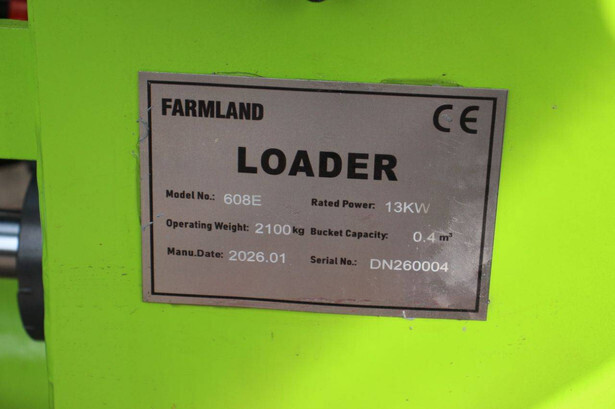 FARMLAND CE
LOADER
Model No.: 608E Rated Power: 13KW
Operating Weight: 2100kg Bucket Capacity: 0.4 m³
Manu.Date: 2026.01 Serial No.: DN260004